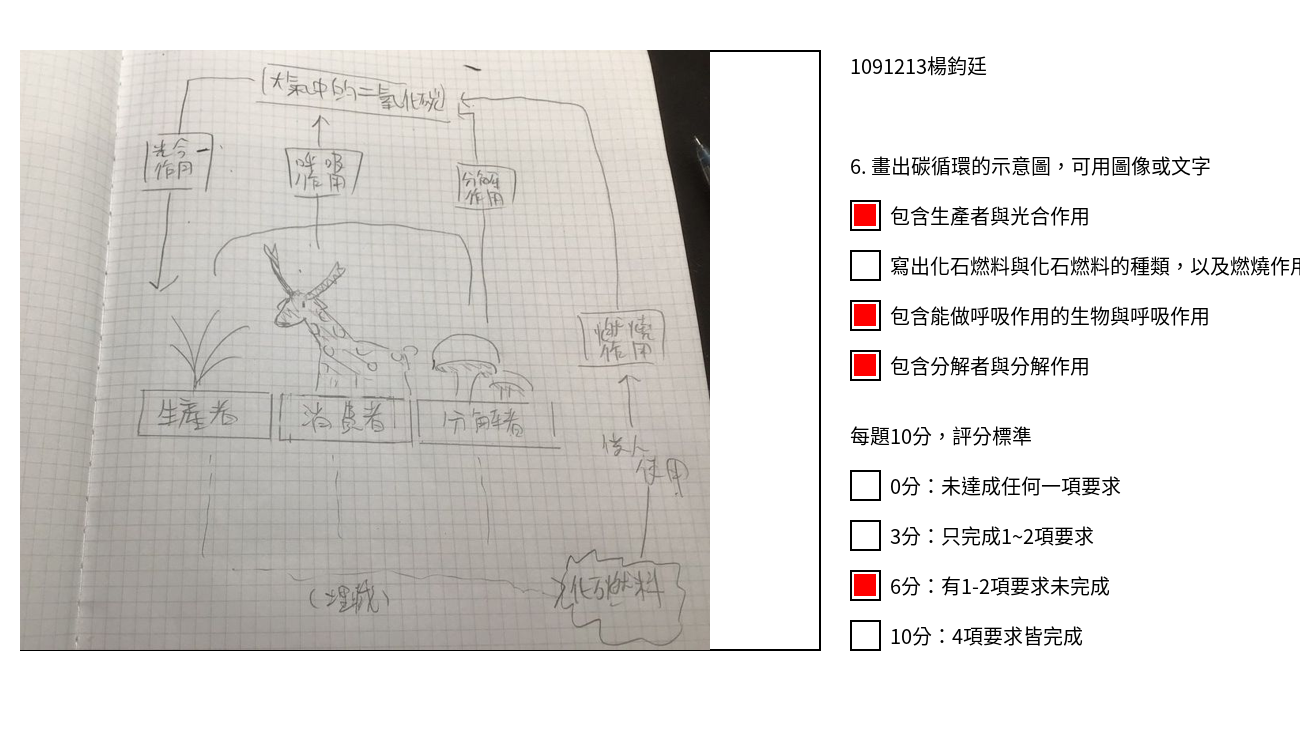 大氣中的二氧化碳
光合
作用
呼吸
作用
分解
作用
燃燒
作用
生產者
消費者
分解者
使用
化石燃料
1091213楊鈞廷
6. 畫出碳循環的示意圖，可用圖像或文字
包含生產者與光合作用
寫出化石燃料與化石燃料的種類，以及燃燒作用
包含能做呼吸作用的生物與呼吸作用
包含分解者與分解作用
每題10分，評分標準
0分：未達成任何一項要求
3分：只完成1~2項要求
6分：有1-2項要求未完成
10分：4項要求皆完成